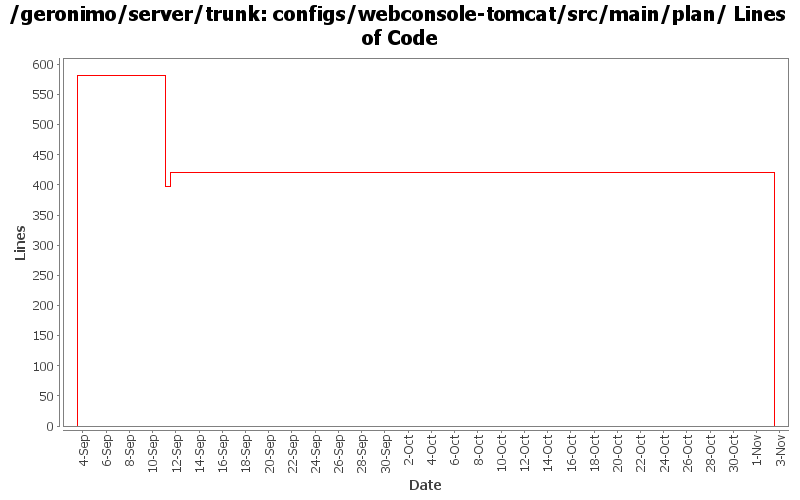 /geronimo/server/trunk: configs/webconsole-tomcat/src/main/plan/ Lines
of Code
600
550
500
450
400
350
300
250
200
150
100
50
0
Lines
4-Sep
6-Sep
8-Sep
10-Sep
12-Sep
14-Sep
16-Sep
18-Sep
20-Sep
22-Sep
24-Sep
26-Sep
28-Sep
30-Sep
2-Oct
4-Oct
6-Oct
8-Oct
10-Oct
12-Oct
14-Oct
16-Oct
18-Oct
20-Oct
22-Oct
24-Oct
26-Oct
28-Oct
30-Oct
1-Nov
3-Nov
Date